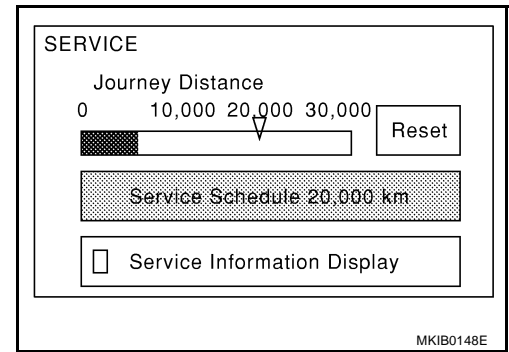 SERVICE
Journey Distance
0 10,000 20,000 30,000
Reset
Service Schedule 20,000 km
Service Information Display
MKIB0148E